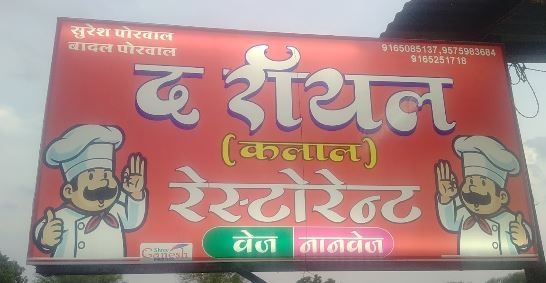 सुरेश पोरवाल
बादल पोरवाल
9165085137,9575983684
9165251718
द रॉयल
(कलाल)
रेस्टोरेन्ट
वेज नानवेज
Shree
Ganesh